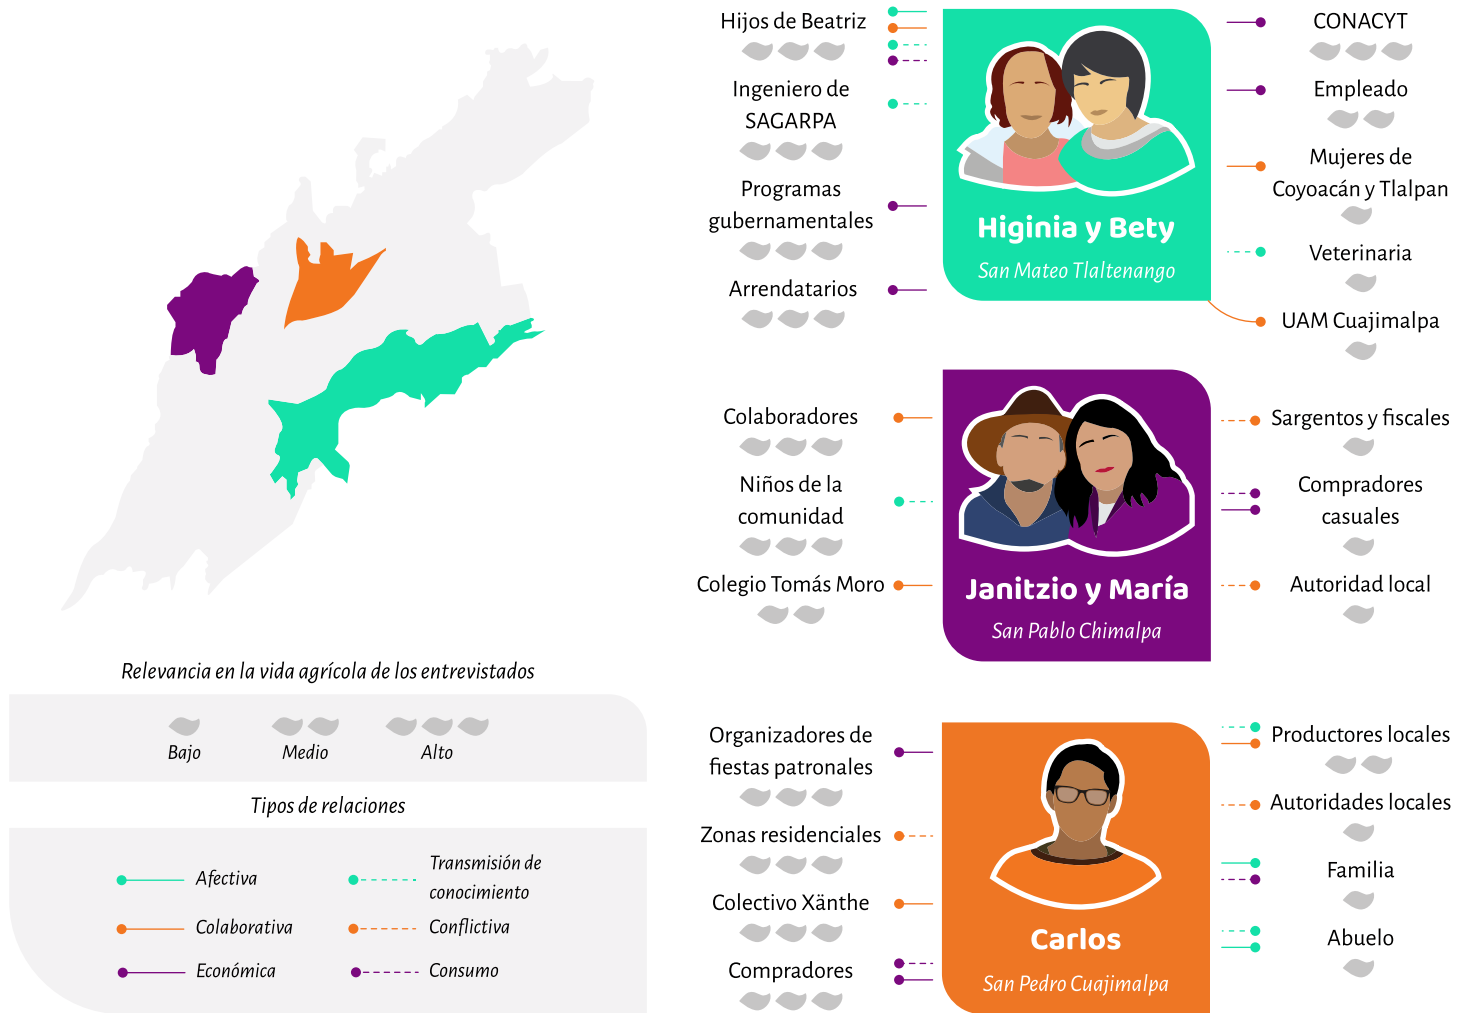 Relevancia en la vida agrícola de los entrevistados
Bajo
Medio
Alto
Tipos de relaciones
Afectiva
Transmisión de
conocimiento
Colaborativa
Conflictiva
Económica
Consumo
Hijos de Beatriz
Ingeniero de
SAGARPA
Programas
gubernamentales
Arrendatarios
Higinia y Bety
San Mateo Tlaltenango
CONACYT
Empleado
Mujeres de
Coyoacán y Tlalpan
Veterinaria
UAM Cuajimalpa
Colaboradores
Niños de la
comunidad
Colegio Tomás Moro
Janitzio y María
San Pablo Chimalpa
Sargentos y fiscales
Compradores
casuales
Autoridad local
Organizadores de
fiestas patronales
Zonas residenciales
Colectivo Xänthe
Compradores
Carlos
San Pedro Cuajimalpa
Productores locales
Autoridades locales
Familia
Abuelo